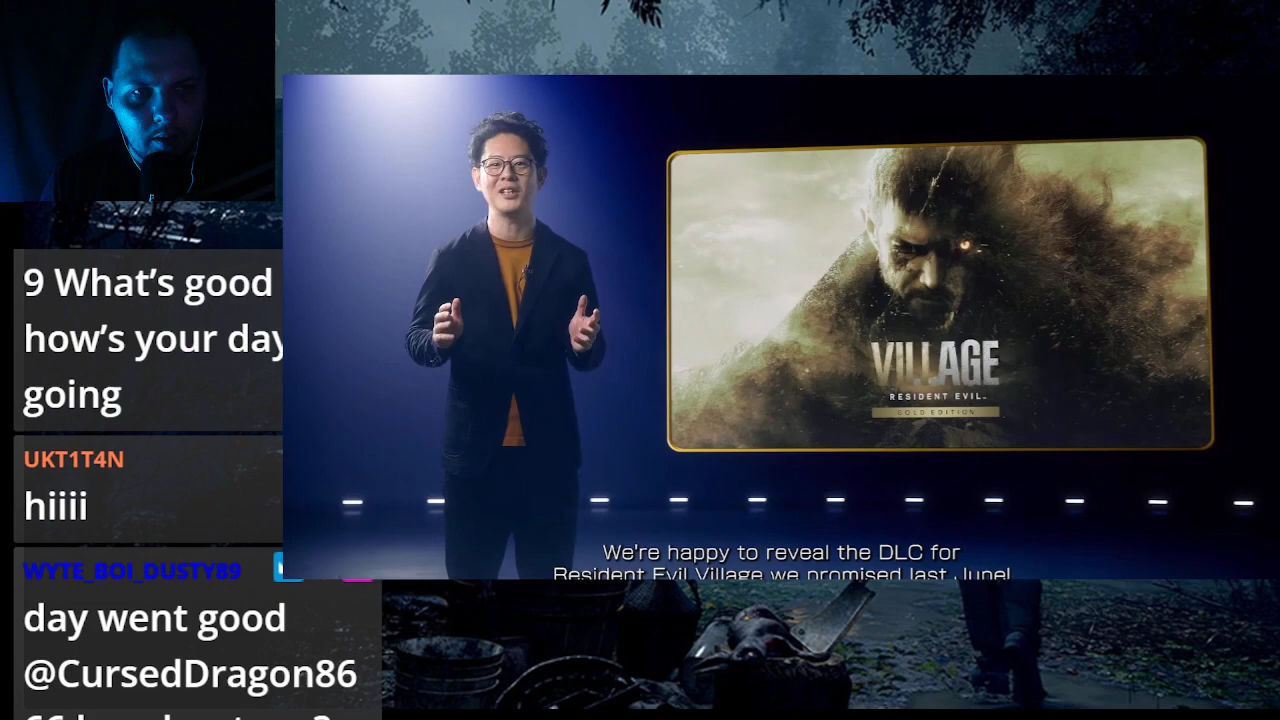 9 What's good
how's your day
going
UKT1T4N
hiiii
WYTE_BOI_DUSTY89
day went good
@CursedDragon86
VILLAGE
RESIDENT EVIL
GOLD EDITION
We're happy to reveal the DLC for
Resident Evil Village we promised last June!